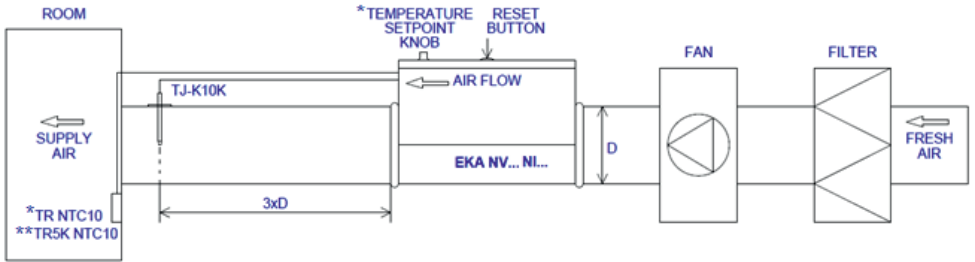 ROOM
*TEMPERATURE
SETPOINT
KNOB
RESET
BUTTON
FAN
FILTER
TJ-K10K
AIR FLOW
SUPPLY
AIR
EKA NV... NI...
D
FRESH
AIR
3xD
*TR NTC10
**TR5K NTC10